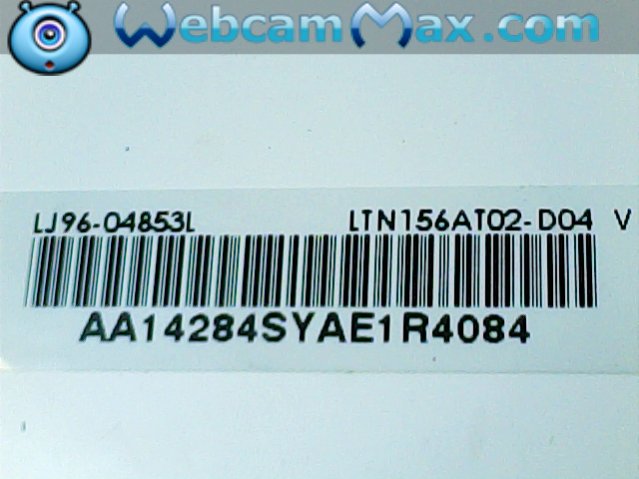 WebcamMax.com
LJ96-04853L LTN156AT02-D04 V
AA14284SYAE1R4084